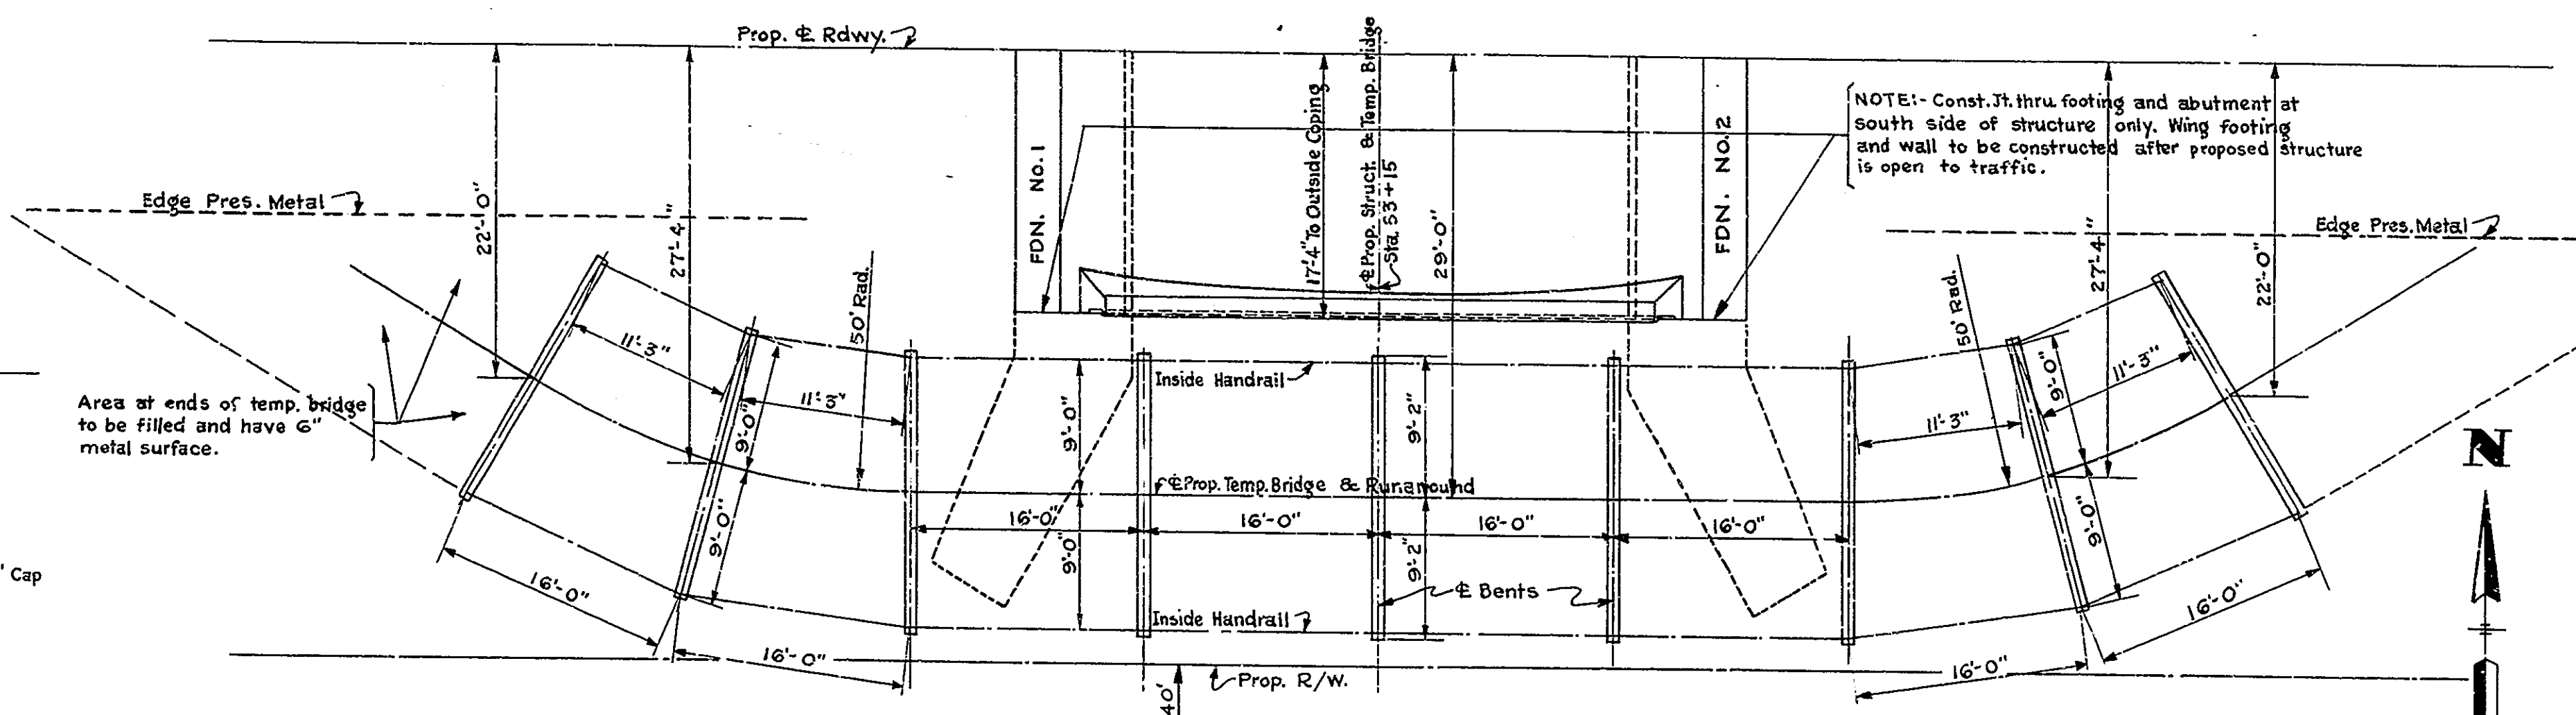 Prop. ℄ Rdwy.
22'-0"
27'-4"
50' Rad.
FDN. No.1
17'-4" To Outside Coping
℄ Prop. Struct. & Temp. Bridge
Sta. 53+15
29'-0"
FDN. No.2
NOTE:- Const. Jt. thru footing and abutment at
south side of structure only. Wing footing
and wall to be constructed after proposed structure
is open to traffic.
27'-4"
22'-0"
50' Rad.
Edge Pres. Metal
Edge Pres. Metal
11'-3"
11'-3"
9'-0"
9'-0"
Area at ends of temp. bridge
to be filled and have 6"
metal surface.
Inside Handrail
9'-0"
9'-2"
11'-3"
11'-3"
9'-0"
9'-0"
N
℄ Prop. Temp. Bridge & Runaround
16'-0"
16'-0"
16'-0"
16'-0"
9'-0"
9'-2"
℄ Bents
Inside Handrail
' Cap
16'-0"
16'-0"
16'-0"
16'-0"
Prop. R/W.
40'